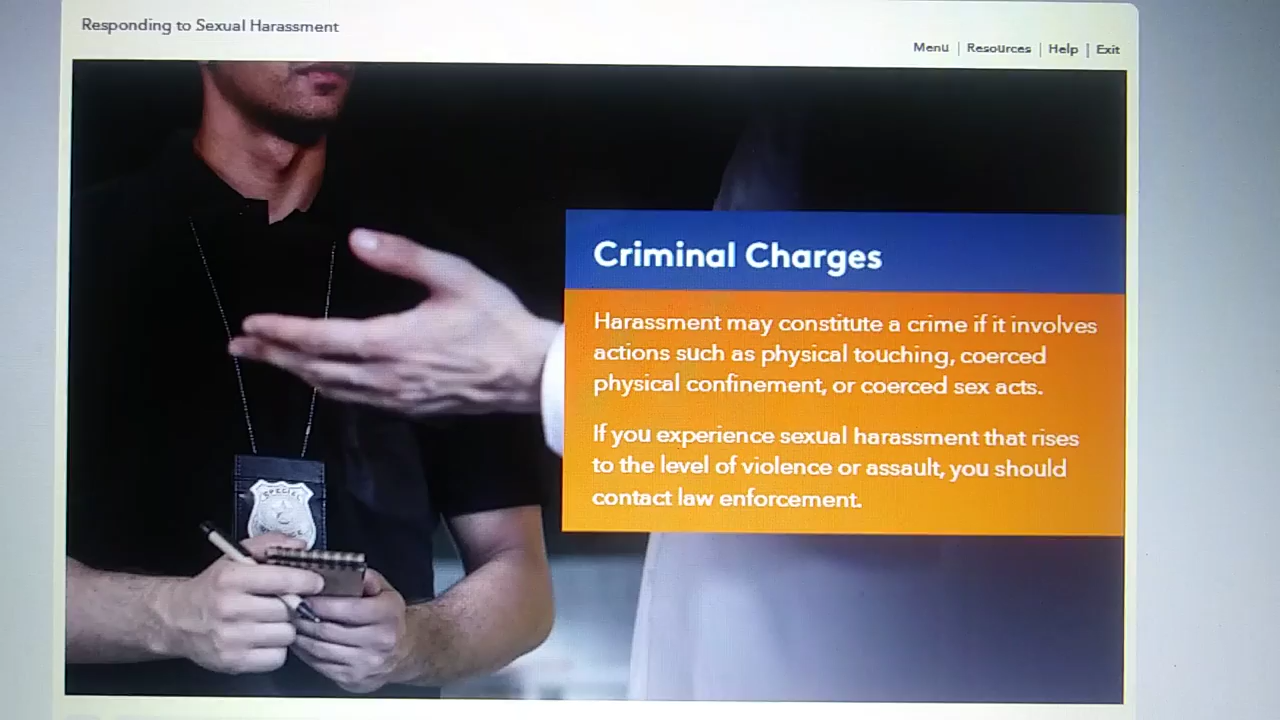 Responding to Sexual Harassment
Menu | Resources | Help | Exit
Criminal Charges
Harassment may constitute a crime if it involves
actions such as physical touching, coerced
physical confinement, or coerced sex acts.
If you experience sexual harassment that rises
to the level of violence or assault, you should
contact law enforcement.
SPECIAL